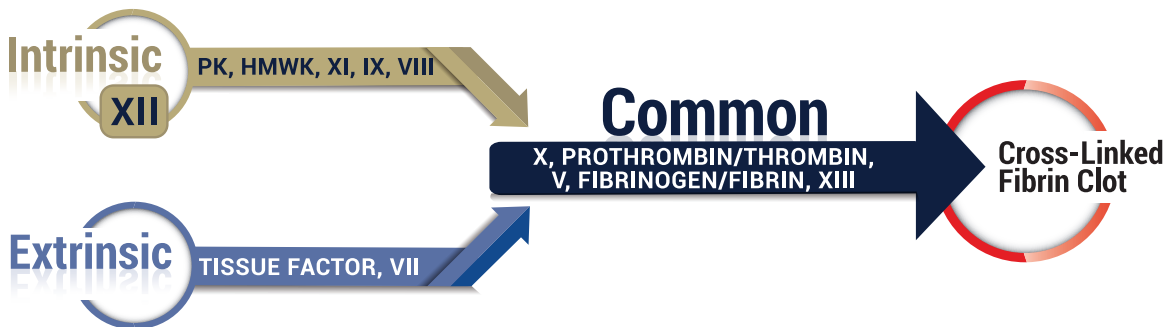 Intrinsic
XII
PK, HMWK, XI, IX, VIII
Common
X, PROTHROMBIN/THROMBIN,
V, FIBRINOGEN/FIBRIN, XIII
Cross-Linked
Fibrin Clot
Extrinsic
TISSUE FACTOR, VII